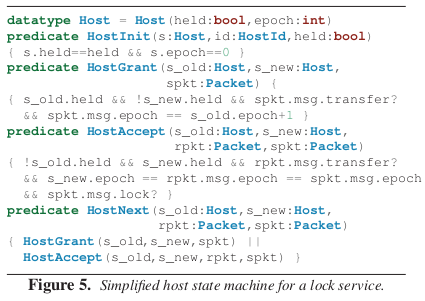 datatype Host = Host(held:bool,epoch:int)
predicate HostInit(s:Host,id:HostId,held:bool)
{ s.held==held && s.epoch==0 }
predicate HostGrant(s_old:Host,s_new:Host,
spkt:Packet) {
{ s_old.held && !s_new.held && spkt.msg.transfer?
&& spkt.msg.epoch == s_old.epoch+1 }
predicate HostAccept(s_old:Host,s_new:Host,
rpkt:Packet,spkt:Packet)
{ !s_old.held && s_new.held && rpkt.msg.transfer?
&& s_new.epoch == rpkt.msg.epoch == spkt.msg.epoch
&& spkt.msg.lock? }
predicate HostNext(s_old:Host,s_new:Host,
rpkt:Packet,spkt:Packet)
{ HostGrant(s_old,s_new,spkt) ||
HostAccept(s_old,s_new,rpkt,spkt) }
Figure 5. Simplified host state machine for a lock service.